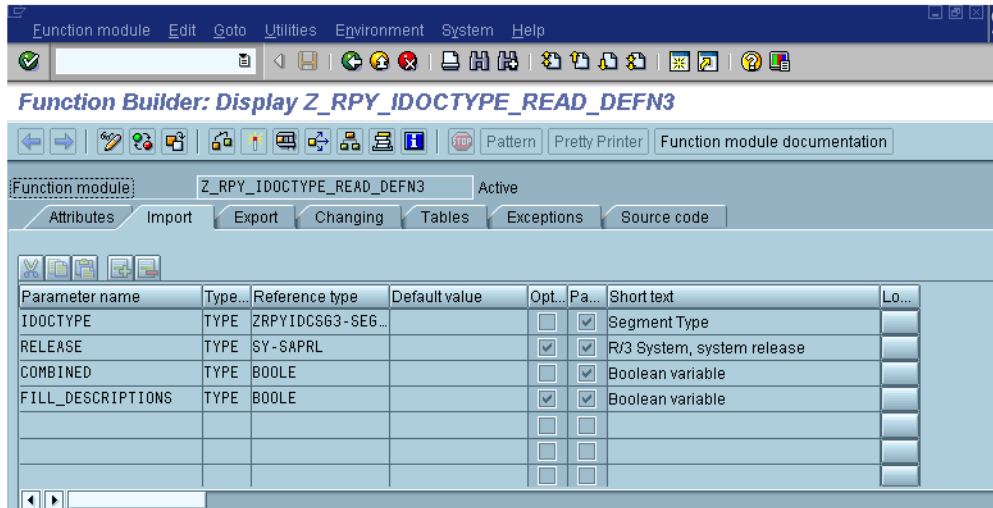 Function module Edit Goto Utilities Environment System Help
Function Builder: Display Z_RPY_IDOCTYPE_READ_DEFN3
STOP Pattern Pretty Printer Function module documentation
Function module Z_RPY_IDOCTYPE_READ_DEFN3 Active
Attributes Import Export Changing Tables Exceptions Source code
Parameter name Type... Reference type Default value Opt... Pa... Short text Lo...
IDOCTYPE TYPE ZRPYIDCSG3-SEG... Segment Type
RELEASE TYPE SY-SAPRL R/3 System, system release
COMBINED TYPE BOOLE Boolean variable
FILL_DESCRIPTIONS TYPE BOOLE Boolean variable